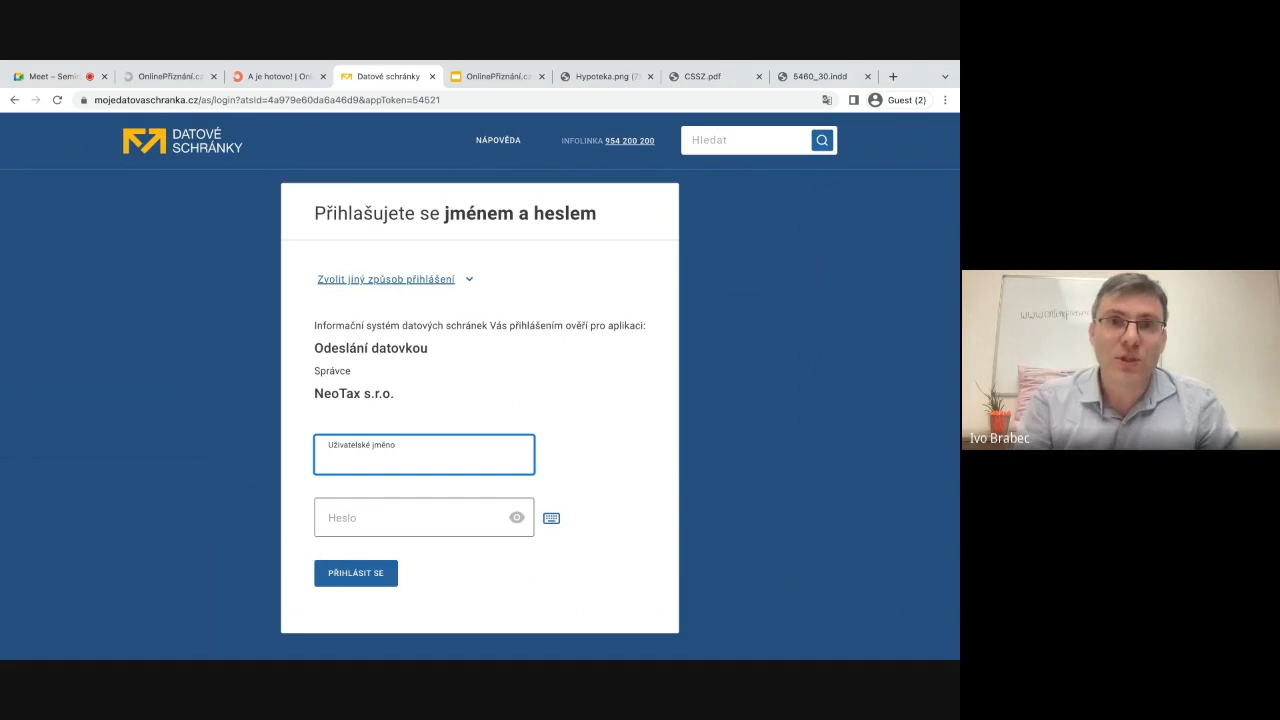 Meet – Semin
OnlinePřiznání.cz
A je hotovo! | Onl
Datové schránky
OnlinePřiznání.cz
Hypoteka.png (7
CSSZ.pdf
5460_30.indd
mojedatovaschranka.cz/as/login?atsId=4a979e60da6a46d9&appToken=54521
Guest (2)
DATOVÉ
SCHRÁNKY
NÁPOVĚDA
INFOLINKA 954 200 200
Hledat
Přihlašujete se jménem a heslem
Zvolit jiný způsob přihlášení
Informační systém datových schránek Vás přihlášením ověří pro aplikaci:
Odeslání datovkou
Správce
NeoTax s.r.o.
Uživatelské jméno
Heslo
PŘIHLÁSIT SE
Ivo Brabec